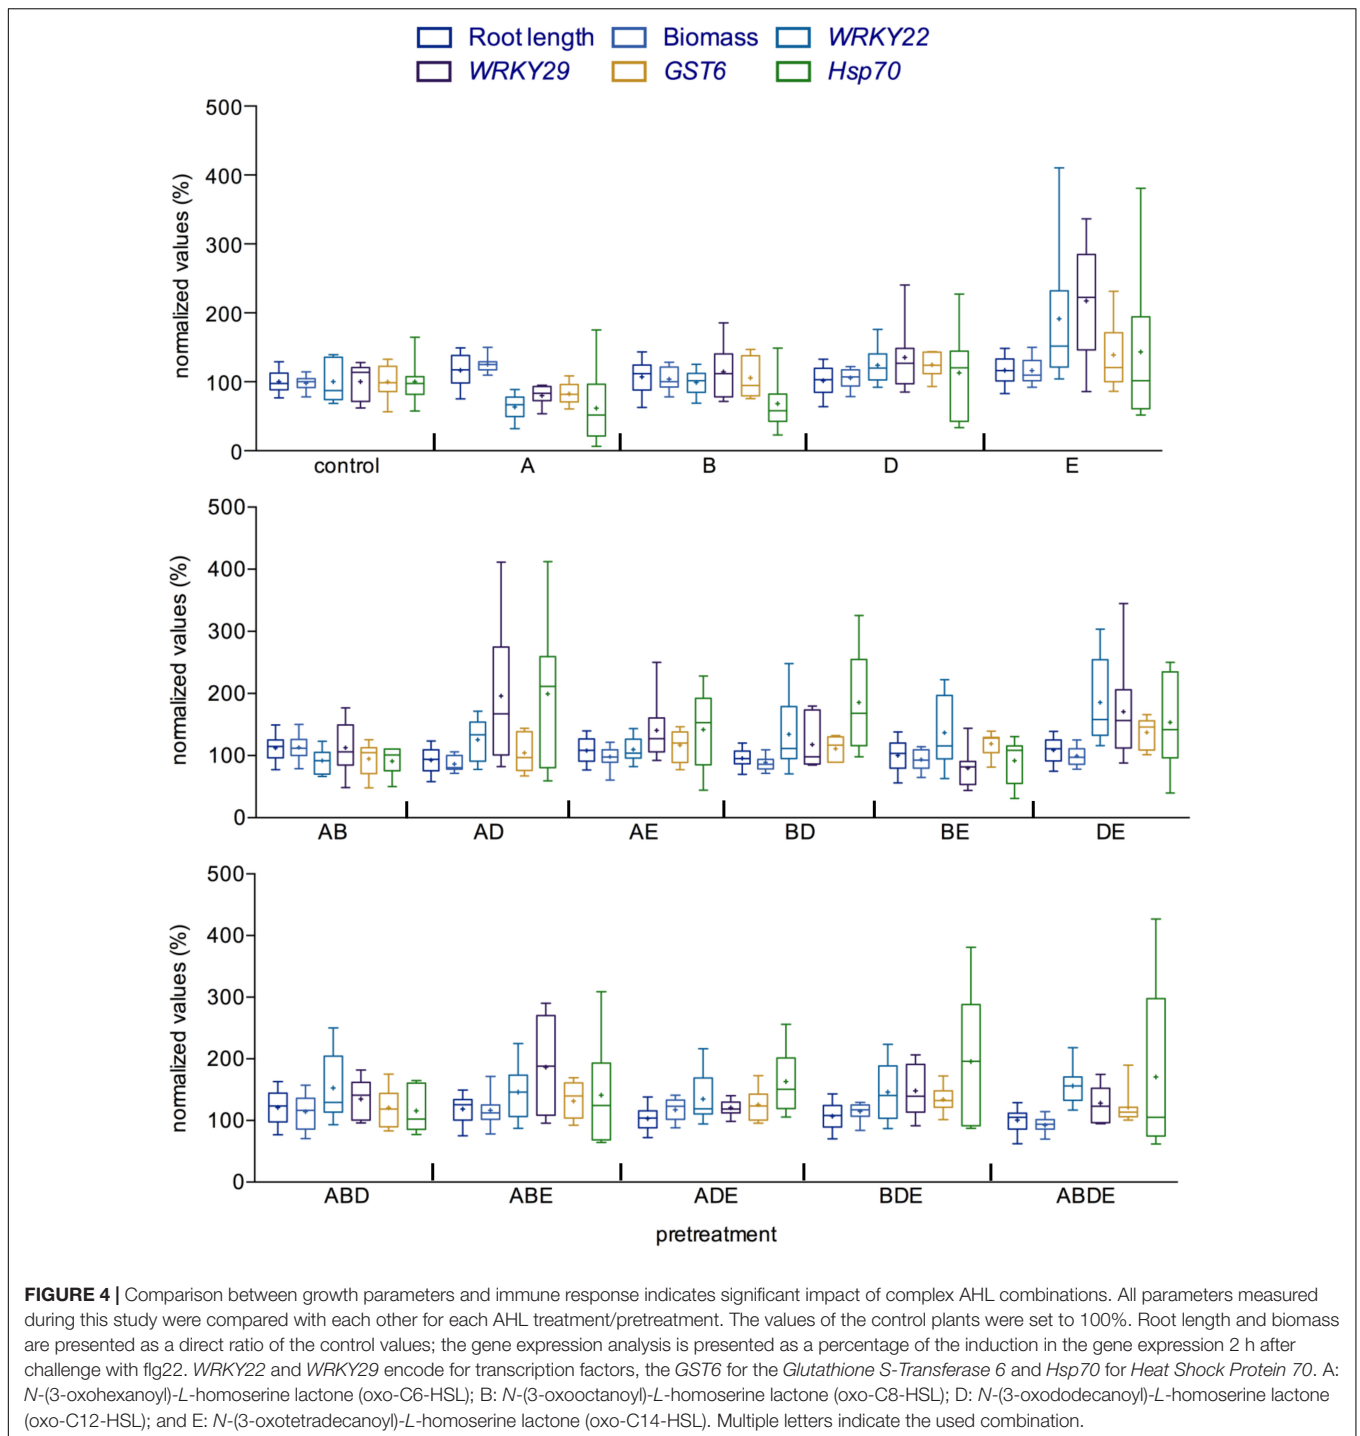 Root length Biomass WRKY22
WRKY29 GST6 Hsp70
500
400
300
200
100
0
normalized values (%)
control A B D E
500
400
300
200
100
0
normalized values (%)
AB AD AE BD BE DE
500
400
300
200
100
0
normalized values (%)
ABD ABE ADE BDE ABDE
pretreatment
FIGURE 4 | Comparison between growth parameters and immune response indicates significant impact of complex AHL combinations. All parameters measured
during this study were compared with each other for each AHL treatment/pretreatment. The values of the control plants were set to 100%. Root length and biomass
are presented as a direct ratio of the control values; the gene expression analysis is presented as a percentage of the induction in the gene expression 2 h after
challenge with flg22. WRKY22 and WRKY29 encode for transcription factors, the GST6 for the Glutathione S-Transferase 6 and Hsp70 for Heat Shock Protein 70. A:
N-(3-oxohexanoyl)-L-homoserine lactone (oxo-C6-HSL); B: N-(3-oxooctanoyl)-L-homoserine lactone (oxo-C8-HSL); D: N-(3-oxododecanoyl)-L-homoserine lactone
(oxo-C12-HSL); and E: N-(3-oxotetradecanoyl)-L-homoserine lactone (oxo-C14-HSL). Multiple letters indicate the used combination.